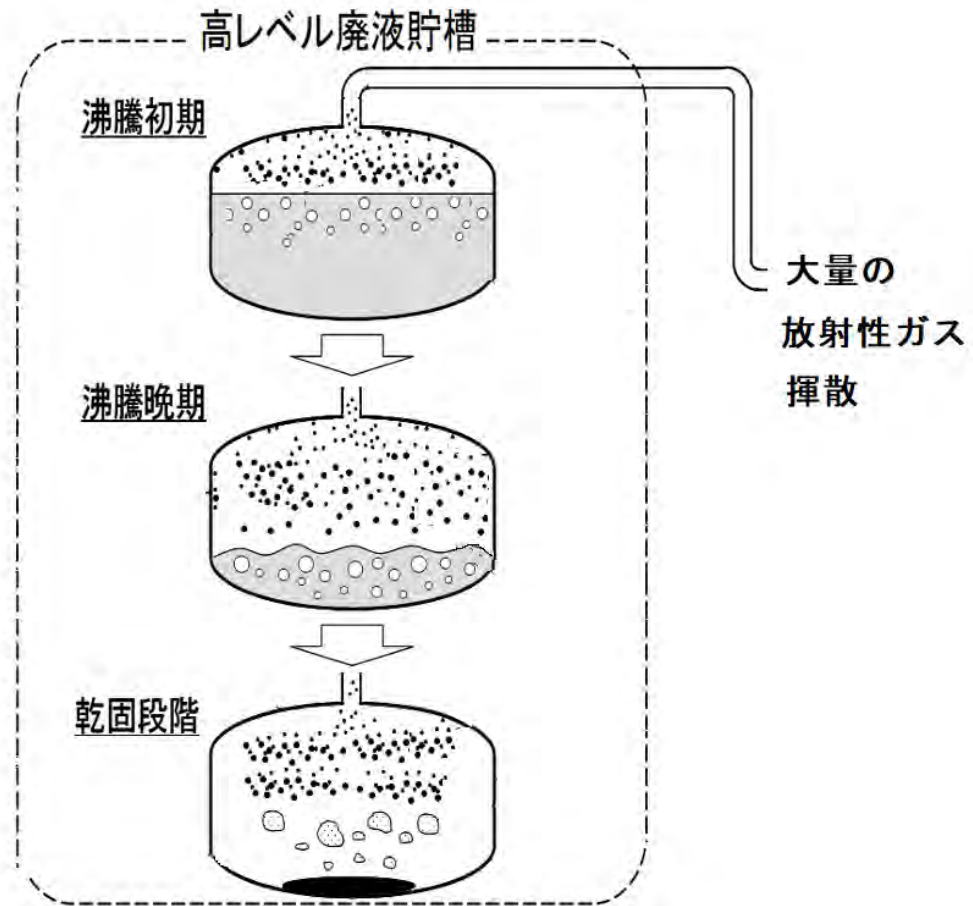 高レベル廃液貯槽
沸騰初期
大量の
放射性ガス
揮散
沸騰晩期
乾固段階